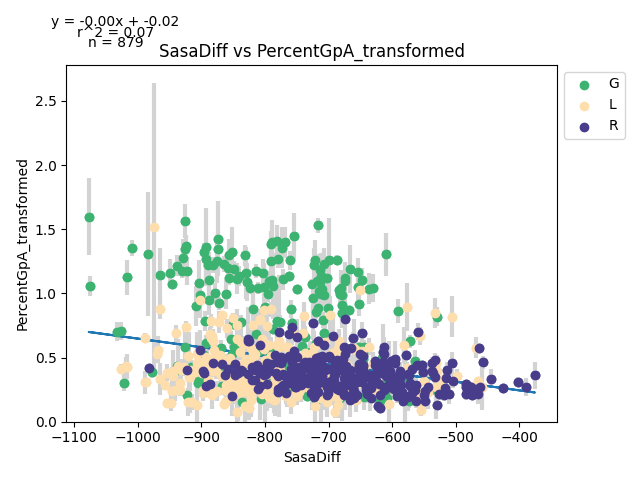 y = -0.00x + -0.02
r^2 = 0.07
n = 879
SasaDiff vs PercentGpA_transformed
G
L
R
PercentGpA_transformed
2.5
2.0
1.5
1.0
0.5
0.0
−1100
−1000
−900
−800
−700
−600
−500
−400
SasaDiff